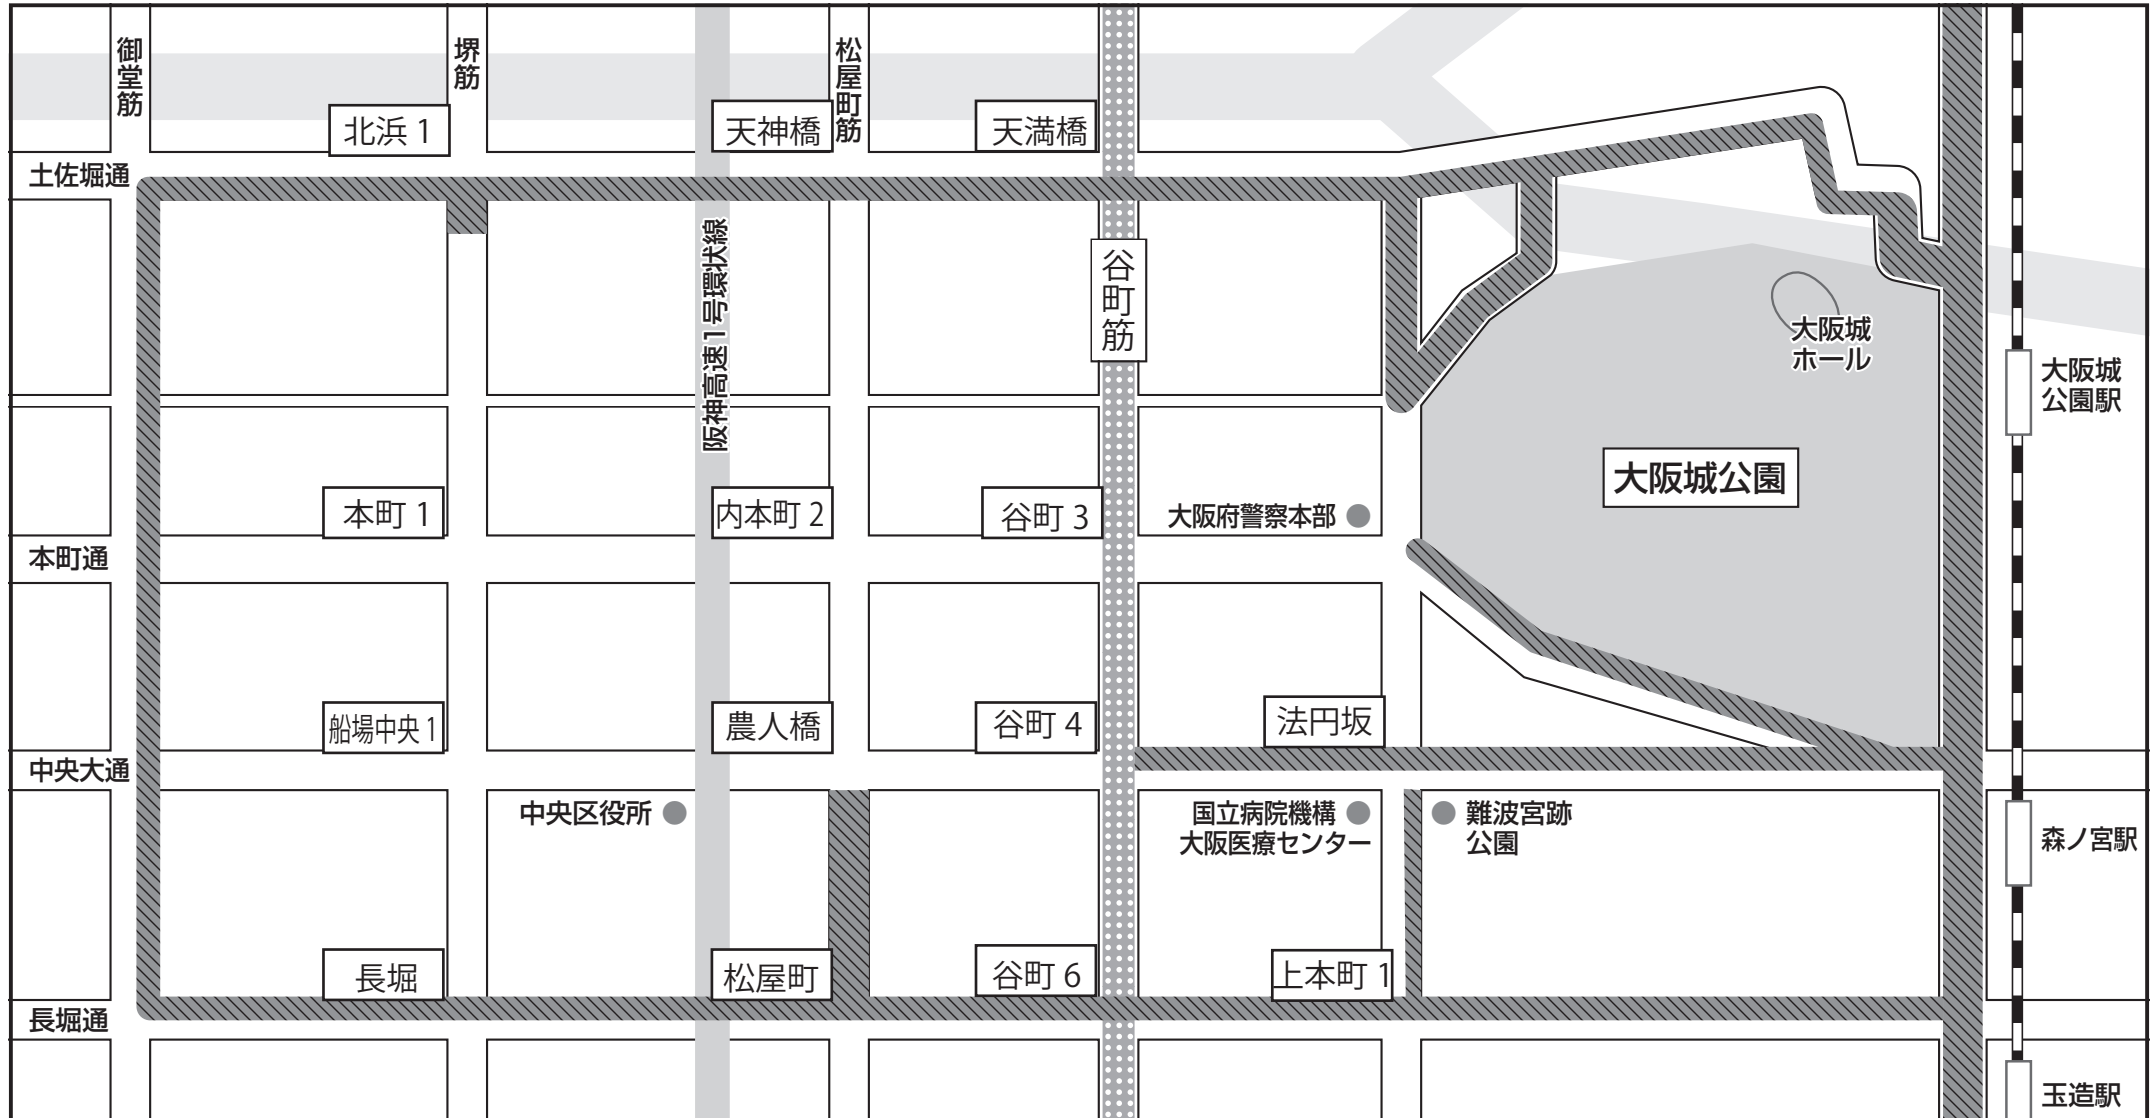 御堂筋
堺筋
松屋町筋
北浜1
天神橋
天満橋
土佐堀通
阪神高速1号環状線
谷町筋
大阪城
ホール
大阪城
公園駅
大阪城公園
本町1
内本町2
谷町3
大阪府警察本部
本町通
船場中央1
農人橋
谷町4
法円坂
中央大通
中央区役所
国立病院機構
大阪医療センター
難波宮跡
公園
森ノ宮駅
長堀
松屋町
谷町6
上本町1
長堀通
玉造駅